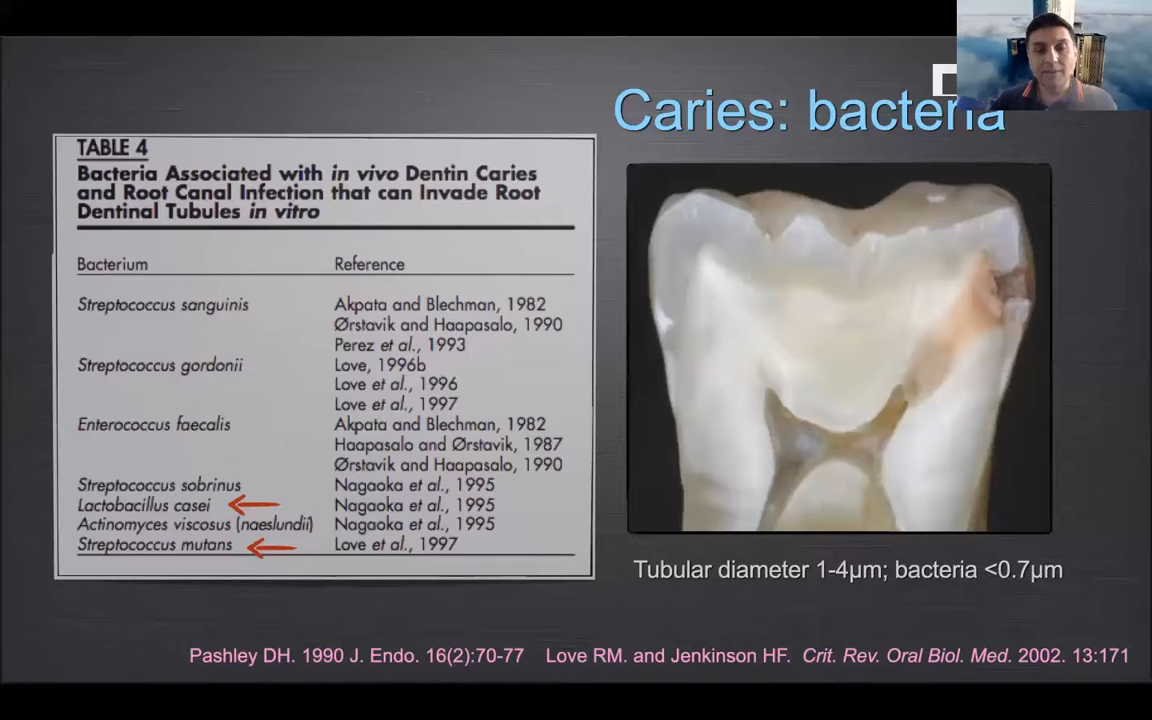 Caries: bacteria
TABLE 4
Bacteria Associated with in vivo Dentin Caries
and Root Canal Infection that can Invade Root
Dentinal Tubules in vitro
Bacterium Reference
Streptococcus sanguinis Akpata and Blechman, 1982
Ørstavik and Haapasalo, 1990
Perez et al., 1993
Streptococcus gordonii Love, 1996b
Love et al., 1996
Love et al., 1997
Enterococcus faecalis Akpata and Blechman, 1982
Haapasalo and Ørstavik, 1987
Ørstavik and Haapasalo, 1990
Streptococcus sobrinus Nagaoka et al., 1995
Lactobacillus casei Nagaoka et al., 1995
Actinomyces viscosus (naeslundii) Nagaoka et al., 1995
Streptococcus mutans Love et al., 1997
Tubular diameter 1-4µm; bacteria <0.7µm
Pashley DH. 1990 J. Endo. 16(2):70-77 Love RM. and Jenkinson HF. Crit. Rev. Oral Biol. Med. 2002. 13:171